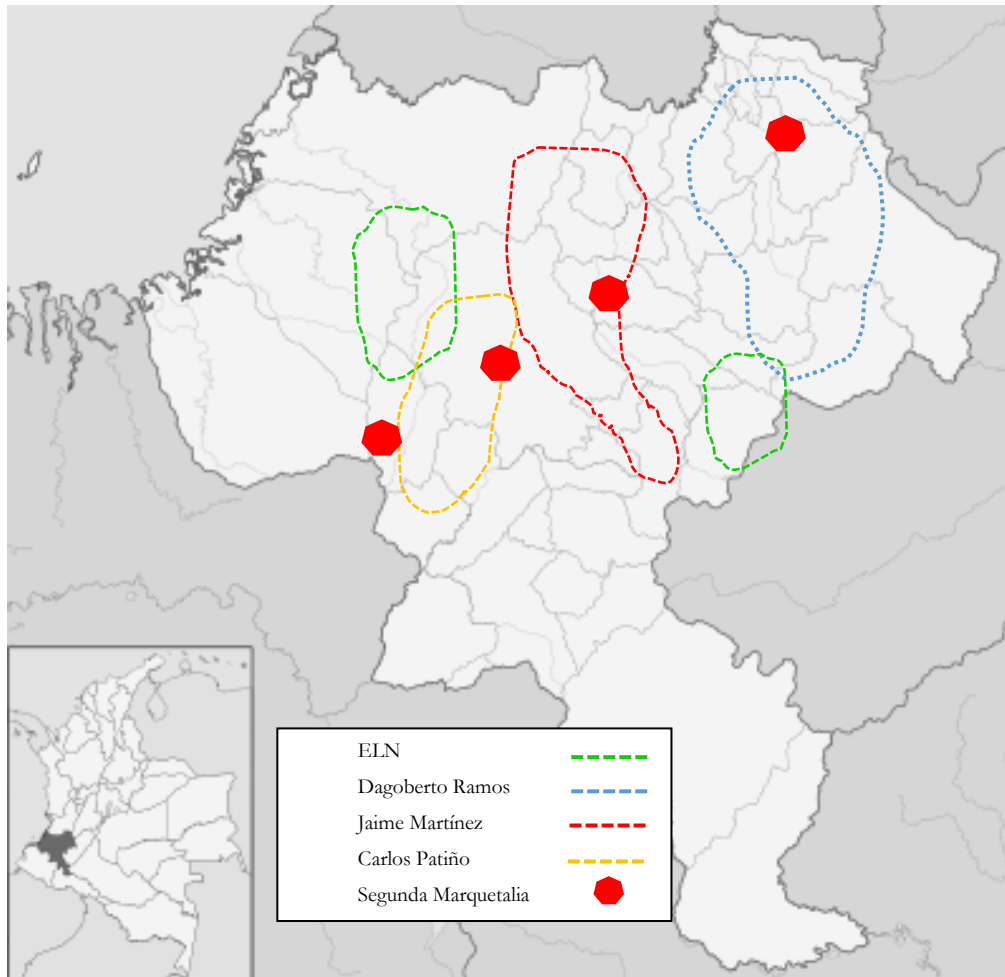 ELN
Dagoberto Ramos
Jaime Martínez
Carlos Patiño
Segunda Marquetalia